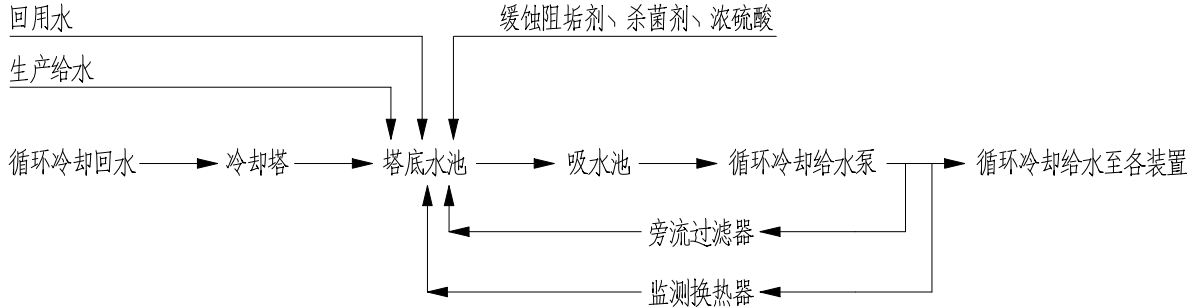 回用水
缓蚀阻垢剂、杀菌剂、浓硫酸
生产给水
循环冷却回水
冷却塔
塔底水池
吸水池
循环冷却给水泵
循环冷却给水至各装置
旁流过滤器
监测换热器